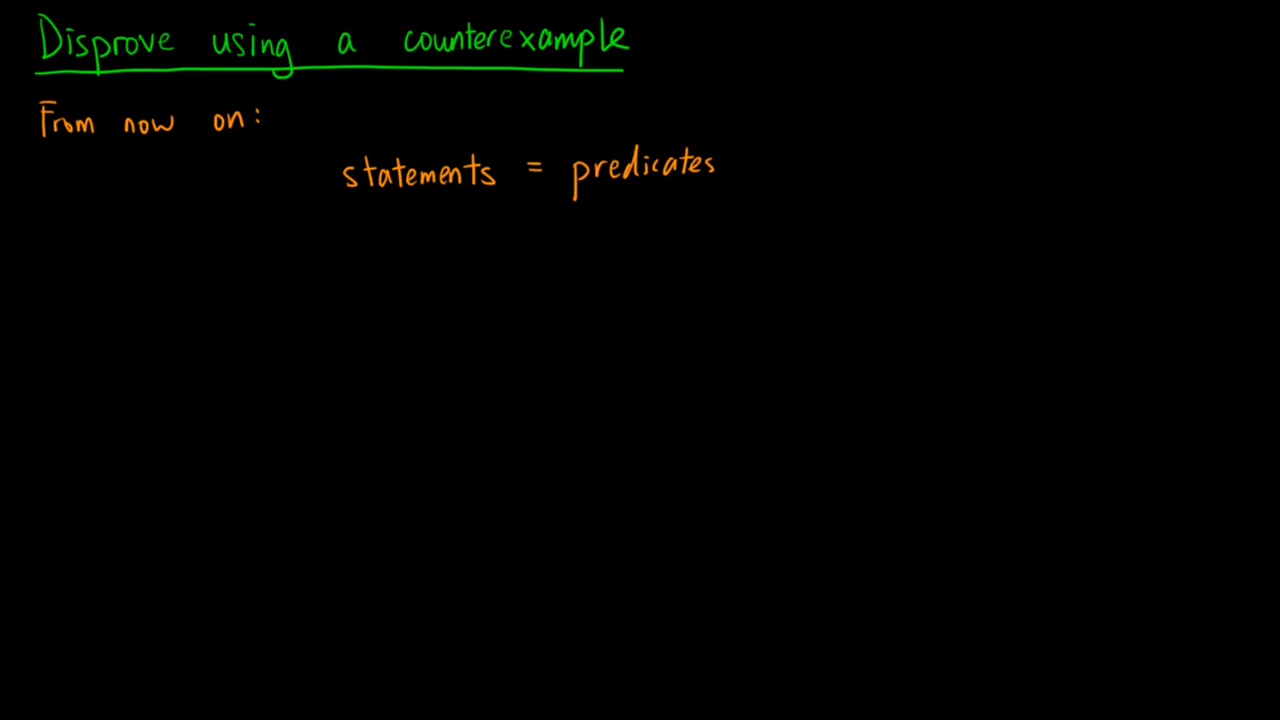 Disprove using a counterexample
From now on:
statements = predicates